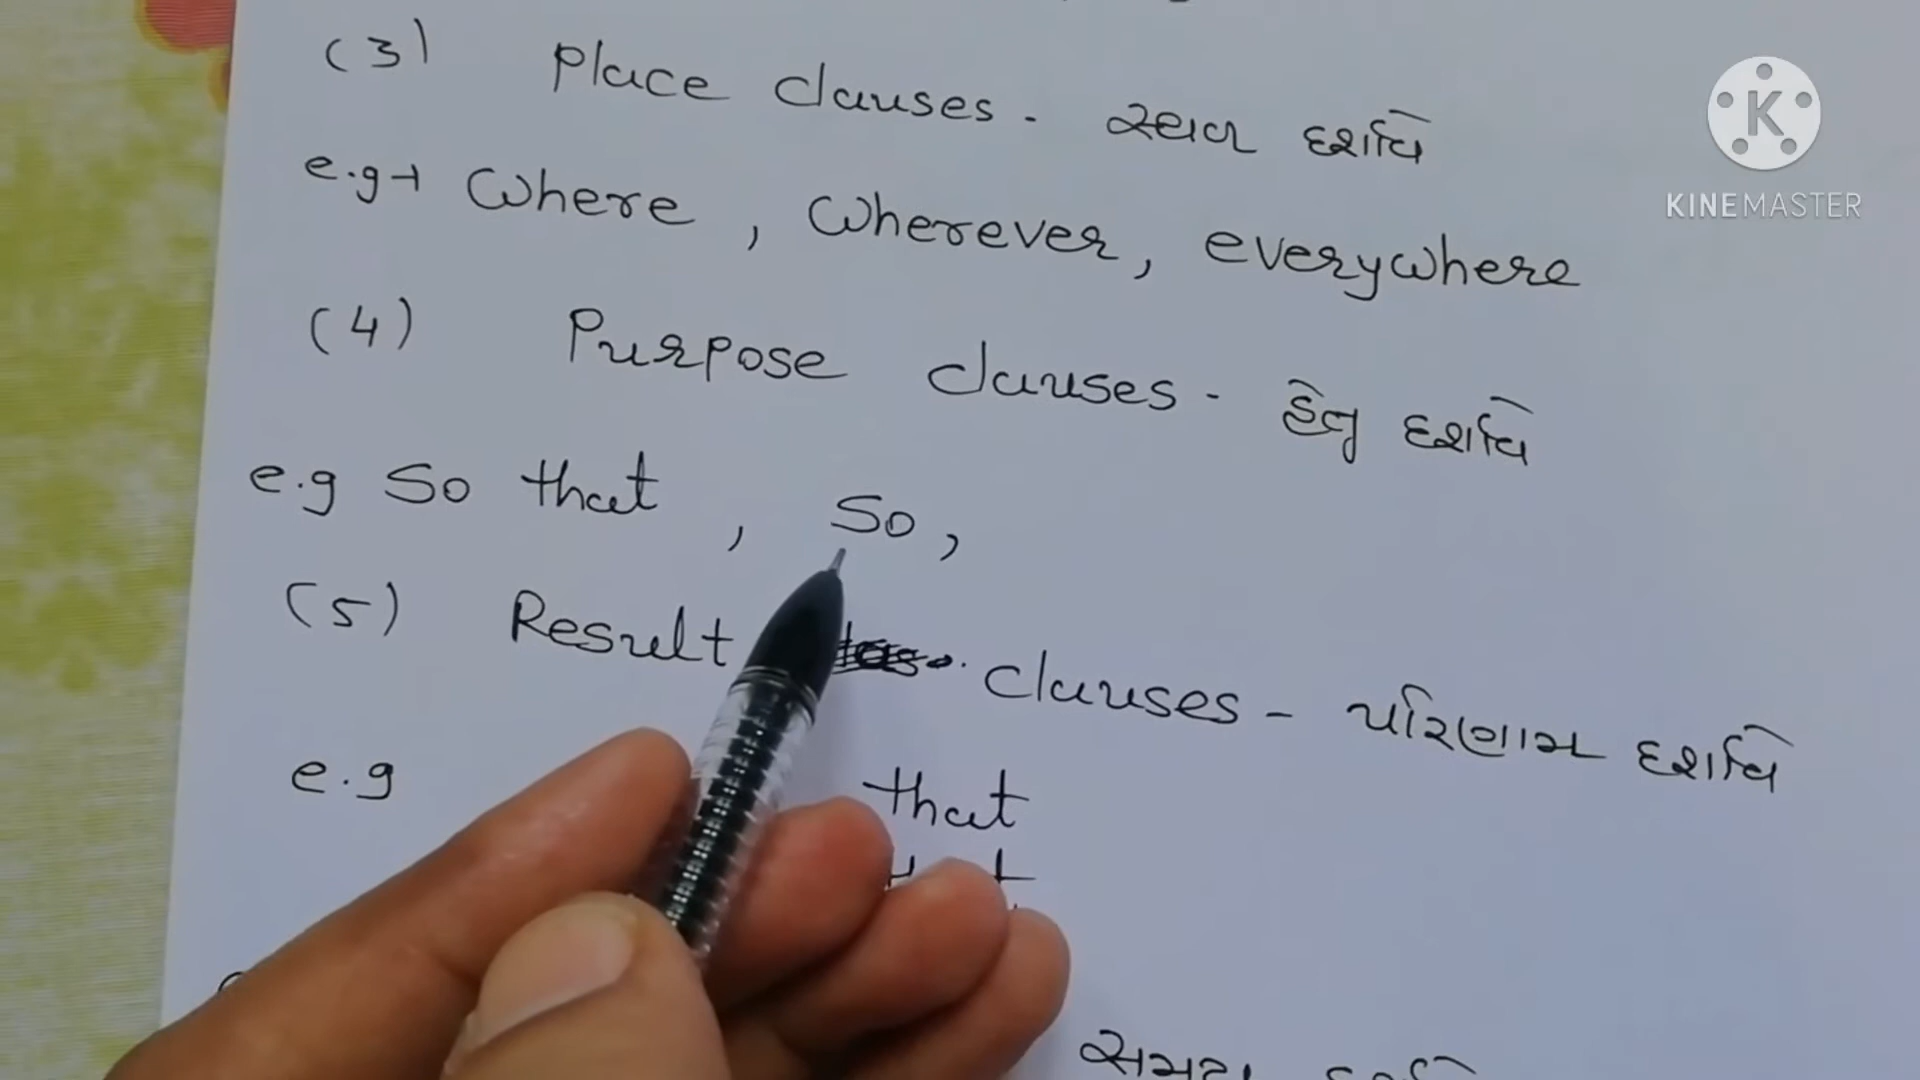 (3) Place clauses - સ્થળ દર્શાવે
K
KINEMASTER
e.g → Where, Wherever, everywhere
(4) Purpose clauses - હેતુ દર્શાવે
e.g So that, So,
(5) Result clauses - પરિણામ દર્શાવે
e.g that
સમય